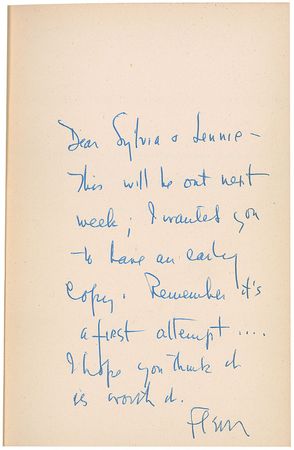 Dear Sylvia & Lennie –
This will be out next
week; I wanted you
to have an early
copy. Remember it's
a first attempt ....
I hope you think it
is worth it.